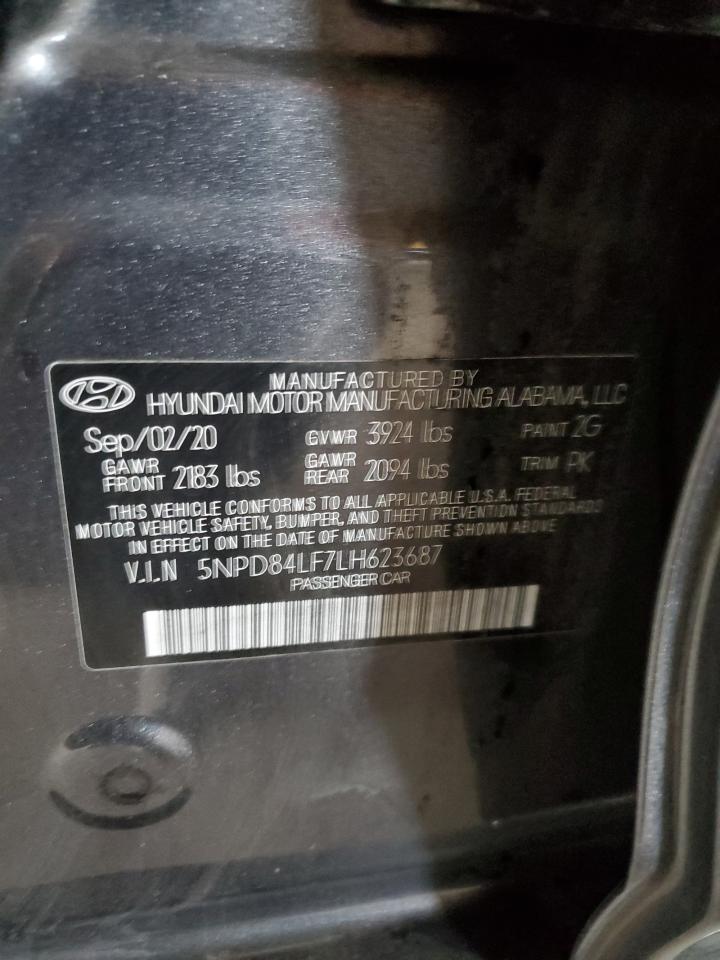 MANUFACTURED BY
HYUNDAI MOTOR MANUFACTURING ALABAMA, LLC
Sep/02/20 GVWR 3924 lbs PAINT 2G
GAWR FRONT 2183 lbs GAWR REAR 2094 lbs TRIM PK
THIS VEHICLE CONFORMS TO ALL APPLICABLE U.S.A. FEDERAL
MOTOR VEHICLE SAFETY, BUMPER, AND THEFT PREVENTION STANDARDS
IN EFFECT ON THE DATE OF MANUFACTURE SHOWN ABOVE
V.I.N 5NPD84LF7LH623687
PASSENGER CAR